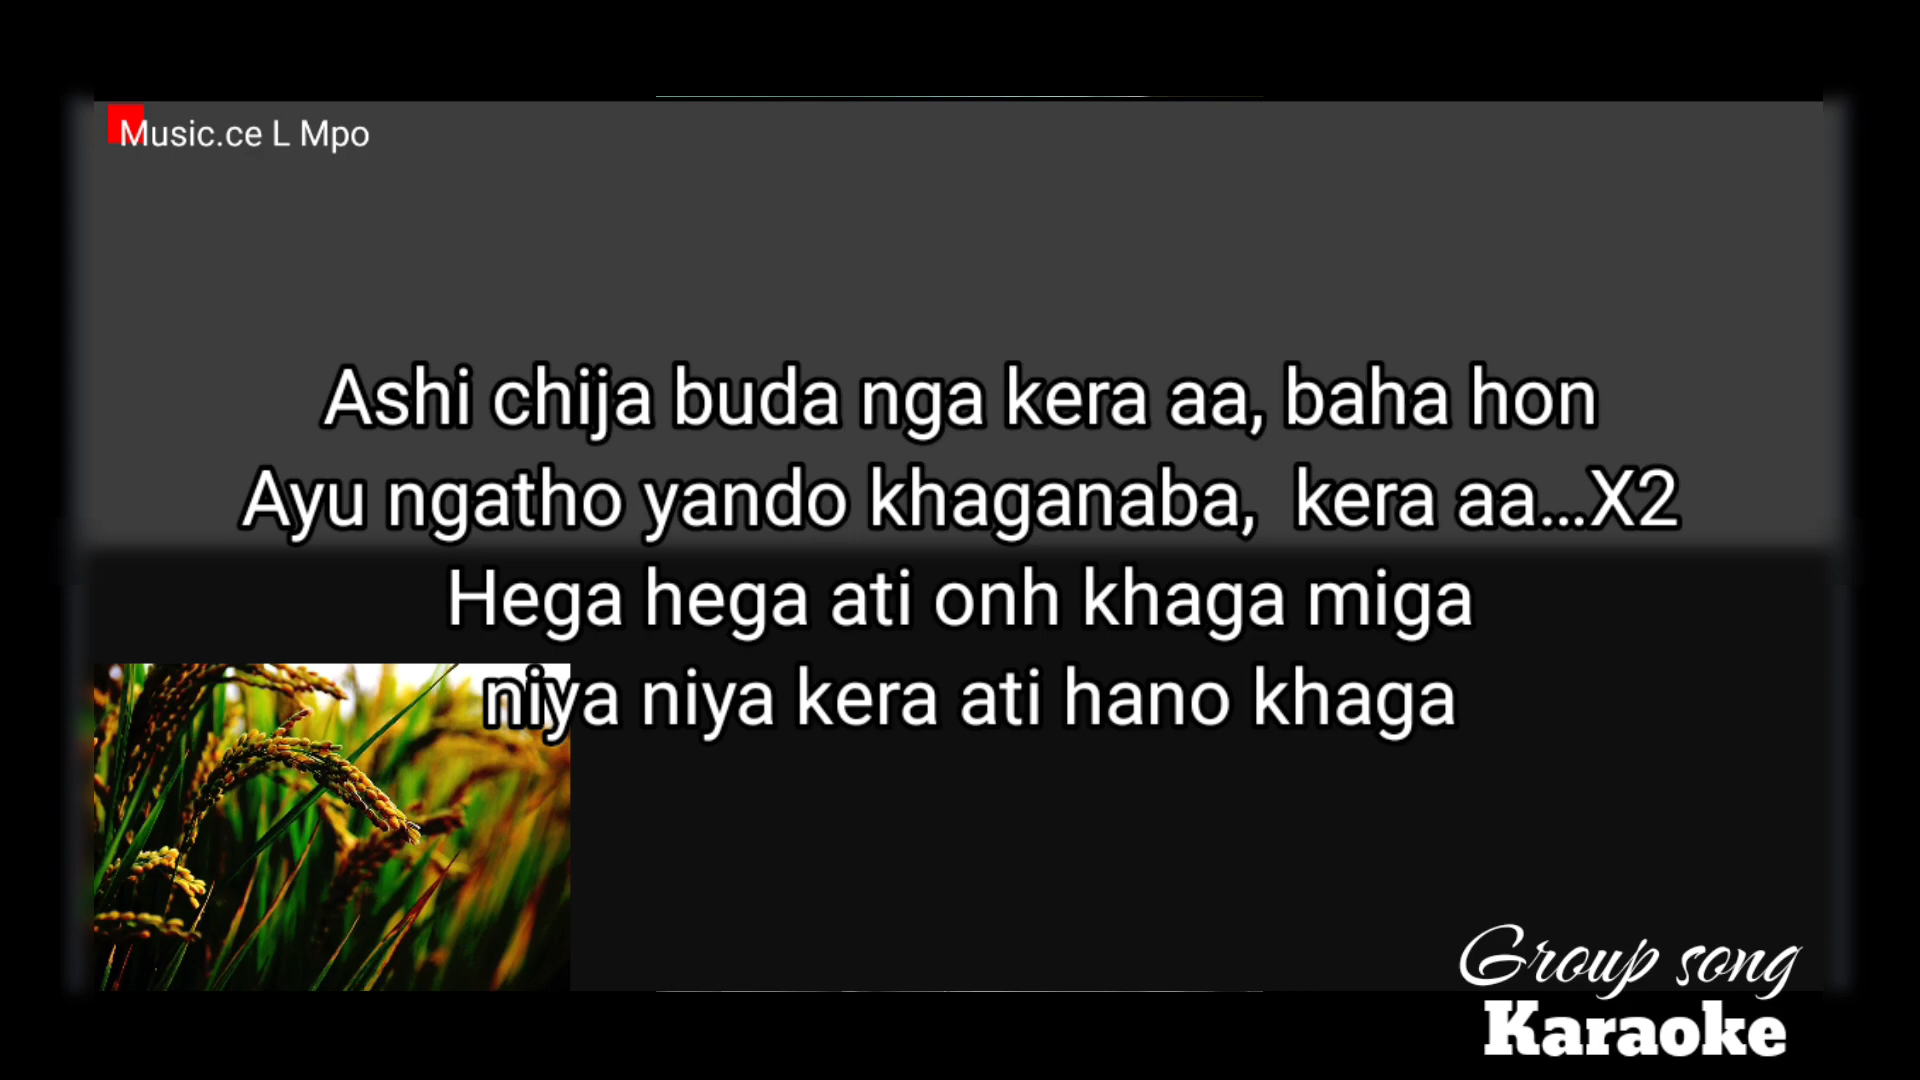 Music.ce L Mpo
Ashi chija buda nga kera aa, baha hon
Ayu ngatho yando khaganaba,  kera aa...X2
Hega hega ati onh khaga miga
niya niya kera ati hano khaga
Group song
Karaoke